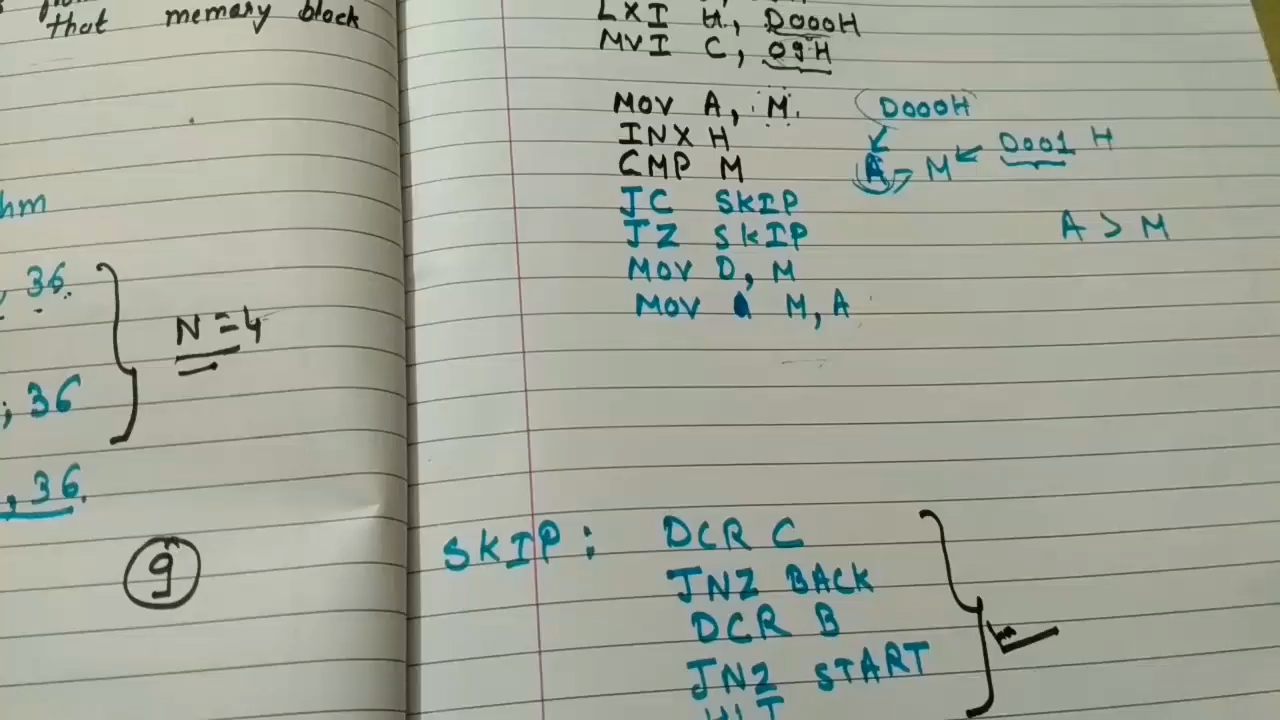 that memory block
hm
, 36.
N = 4
; 36
, 36.
9
LXI H, D000H
MVI C, 09H
MOV A, M. D000H
INX H
CMP M A - M D001 H
JC SKIP
JZ SKIP A > M
MOV D, M
MOV M, A
SKIP: DCR C
JNZ BACK
DCR B
JNZ START
HLT